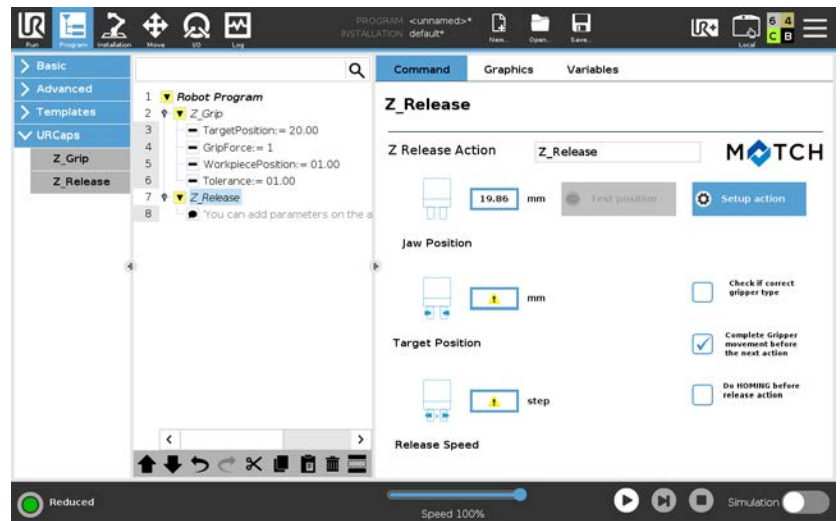 PROGRAM <unnamed>*
INSTALLATION default*
UR
Run
Program
Installation
Move
I/O
Log
New...
Open...
Save...
UR+
Local
6 4
C B
Basic
Advanced
Templates
URCaps
Z_Grip
Z_Release
1 Robot Program
2 Z_Grip
3 TargetPosition:= 20.00
4 GripForce:= 1
5 WorkpiecePosition:= 01.00
6 Tolerance:= 01.00
7 Z_Release
8 'You can add parameters on the a
Command Graphics Variables
Z_Release
Z Release Action Z_Release MATCH
19.86 mm Test position Setup action
Jaw Position
mm
Target Position
step
Release Speed
Check if correct
gripper type
Complete Gripper
movement before
the next action
Do HOMING before
release action
Reduced
Speed 100%
Simulation